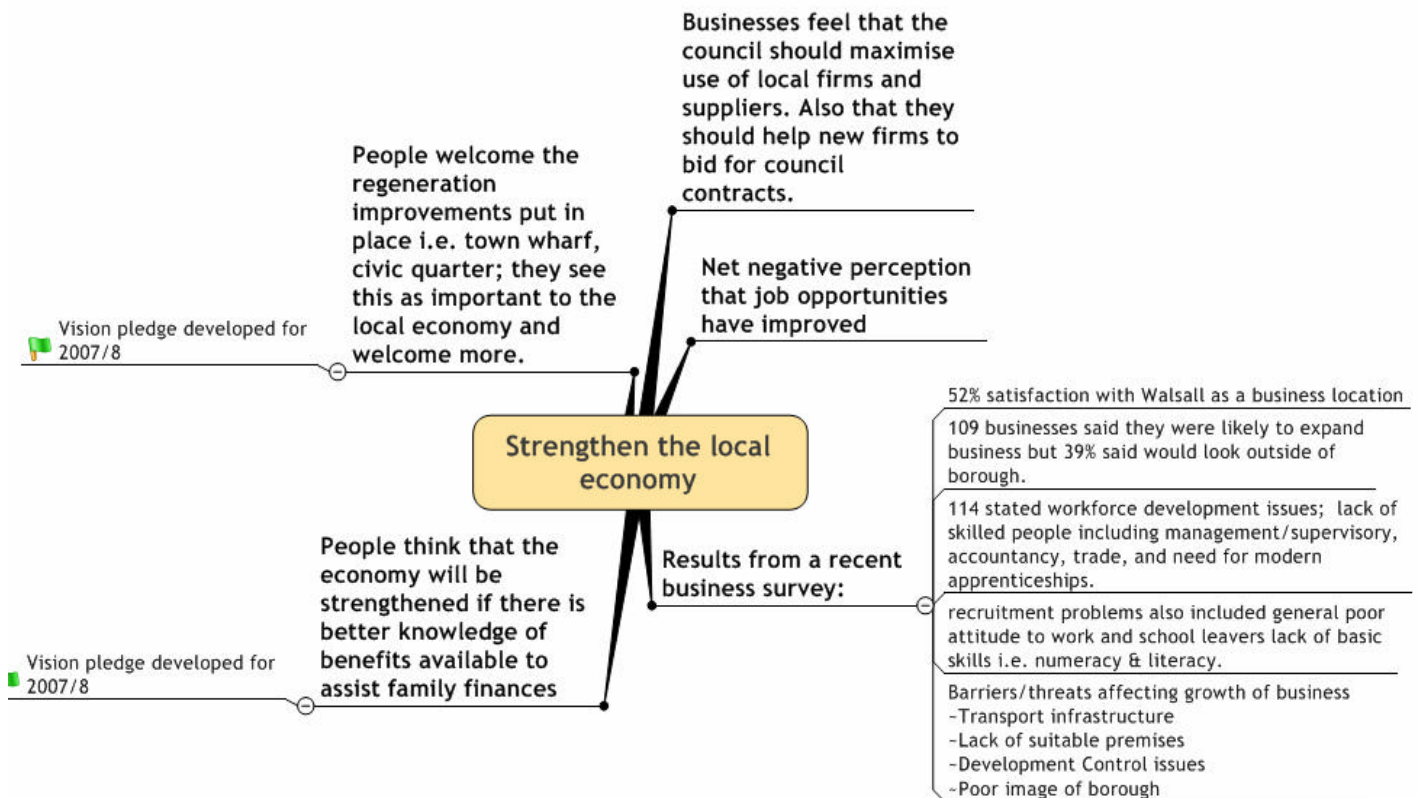 Businesses feel that the
council should maximise
use of local firms and
suppliers. Also that they
should help new firms to
bid for council
contracts.
People welcome the
regeneration
improvements put in
place i.e. town wharf,
civic quarter; they see
this as important to the
local economy and
welcome more.
Vision pledge developed for
2007/8
Net negative perception
that job opportunities
have improved
Strengthen the local
economy
People think that the
economy will be
strengthened if there is
better knowledge of
benefits available to
assist family finances
Vision pledge developed for
2007/8
Results from a recent
business survey:
52% satisfaction with Walsall as a business location
109 businesses said they were likely to expand
business but 39% said would look outside of
borough.
114 stated workforce development issues;  lack of
skilled people including management/supervisory,
accountancy, trade, and need for modern
apprenticeships.
recruitment problems also included general poor
attitude to work and school leavers lack of basic
skills i.e. numeracy & literacy.
Barriers/threats affecting growth of business
~Transport infrastructure
~Lack of suitable premises
~Development Control issues
~Poor image of borough